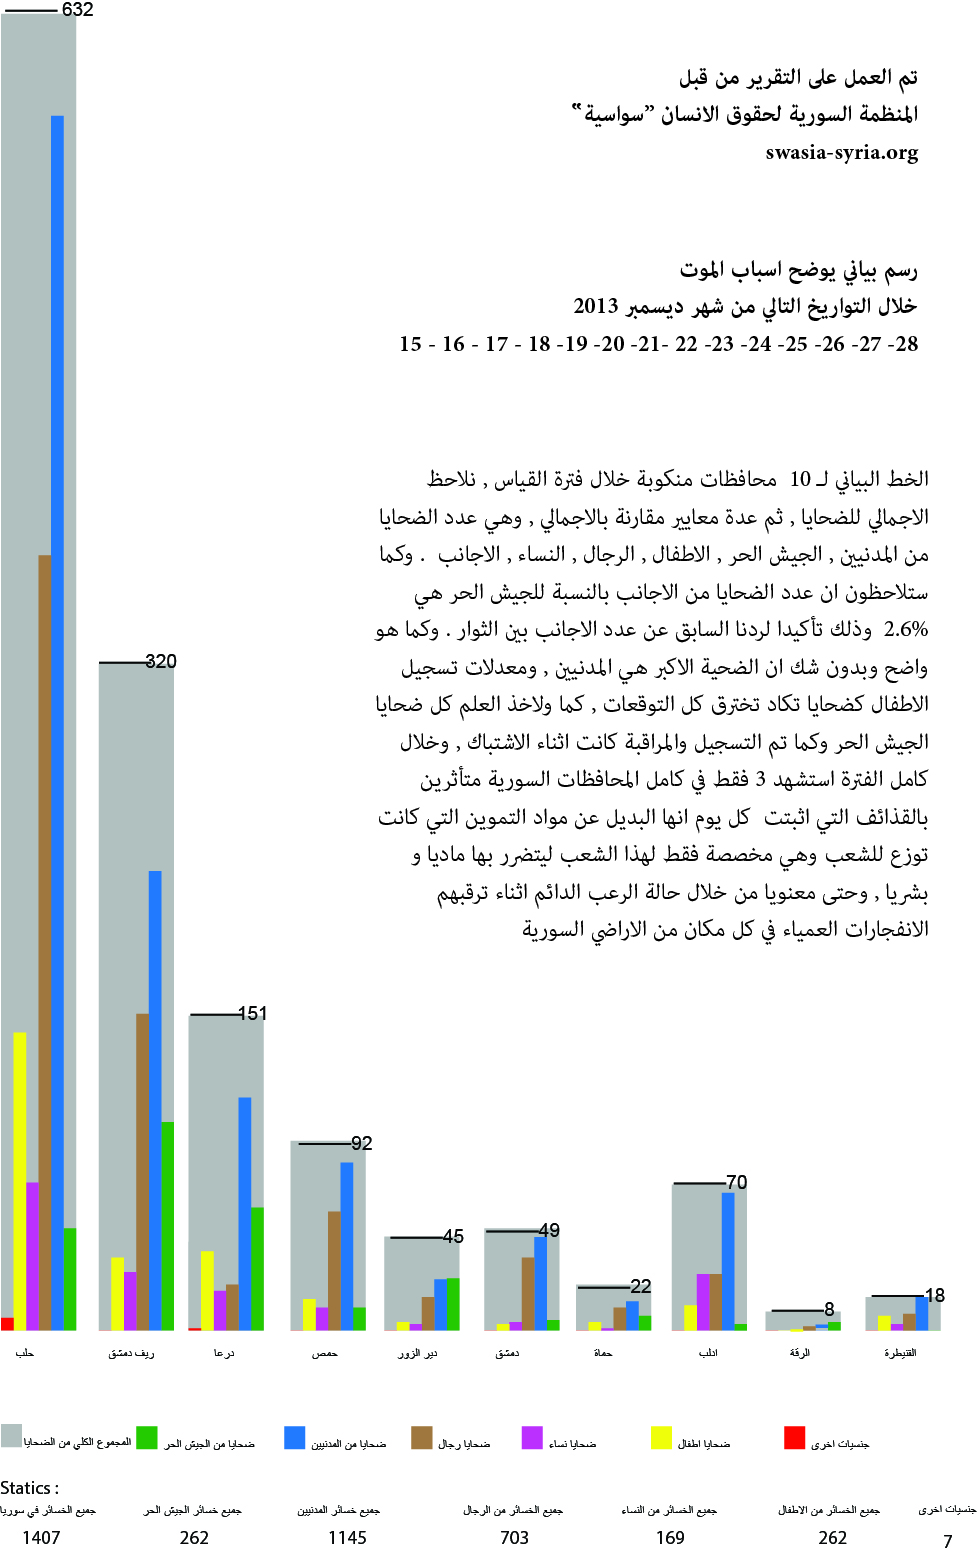 632
تم العمل على التقرير من قبل
المنظمة السورية لحقوق الانسان ”سواسية“
swasia-syria.org
رسم بياني يوضح اسباب الموت
خلال التواريخ التالي من شهر ديسمبر 2013
15 - 16 - 17 - 18 -19 -20 -21- 22 -23 -24 -25 -26 -27 -28
الخط البياني لـ 10 محافظات منكوبة خلال فترة القياس , نلاحظ
الاجمالي للضحايا , ثم عدة معايير مقارنة بالاجمالي , وهي عدد الضحايا
من المدنيين , الجيش الحر , الاطفال , الرجال , النساء , الاجانب . وكما
ستلاحظون ان عدد الضحايا من الاجانب بالنسبة للجيش الحر هي
2.6% وذلك تأكيدا لردنا السابق عن عدد الاجانب بين الثوار . وكما هو
واضح وبدون شك ان الضحية الاكبر هي المدنيين , ومعدلات تسجيل
الاطفال كضحايا تكاد تخترق كل التوقعات , كما ولاخذ العلم كل ضحايا
الجيش الحر وكما تم التسجيل والمراقبة كانت اثناء الاشتباك , وخلال
كامل الفترة استشهد 3 فقط في كامل المحافظات السورية متأثرين
بالقذائف التي اثبتت كل يوم انها البديل عن مواد التموين التي كانت
توزع للشعب وهي مخصصة فقط لهذا الشعب ليتضرر بها ماديا و
بشريا , وحتى معنويا من خلال حالة الرعب الدائم اثناء ترقبهم
الانفجارات العمياء في كل مكان من الاراضي السورية
320
151
92
45
49
22
70
8
18
حلب
ريف دمشق
درعا
حمص
دير الزور
دمشق
حماة
ادلب
الرقة
القنيطرة
المجموع الكلي من الضحايا
ضحايا من الجيش الحر
ضحايا من المدنيين
ضحايا رجال
ضحايا نساء
ضحايا اطفال
جنسيات اخرى
Statics :
جميع الخسائر في سوريا
جميع خسائر الجيش الحر
جميع خسائر المدنيين
جميع الخسائر من الرجال
جميع الخسائر من النساء
جميع الخسائر من الاطفال
جنسيات اخرى
1407
262
1145
703
169
262
7